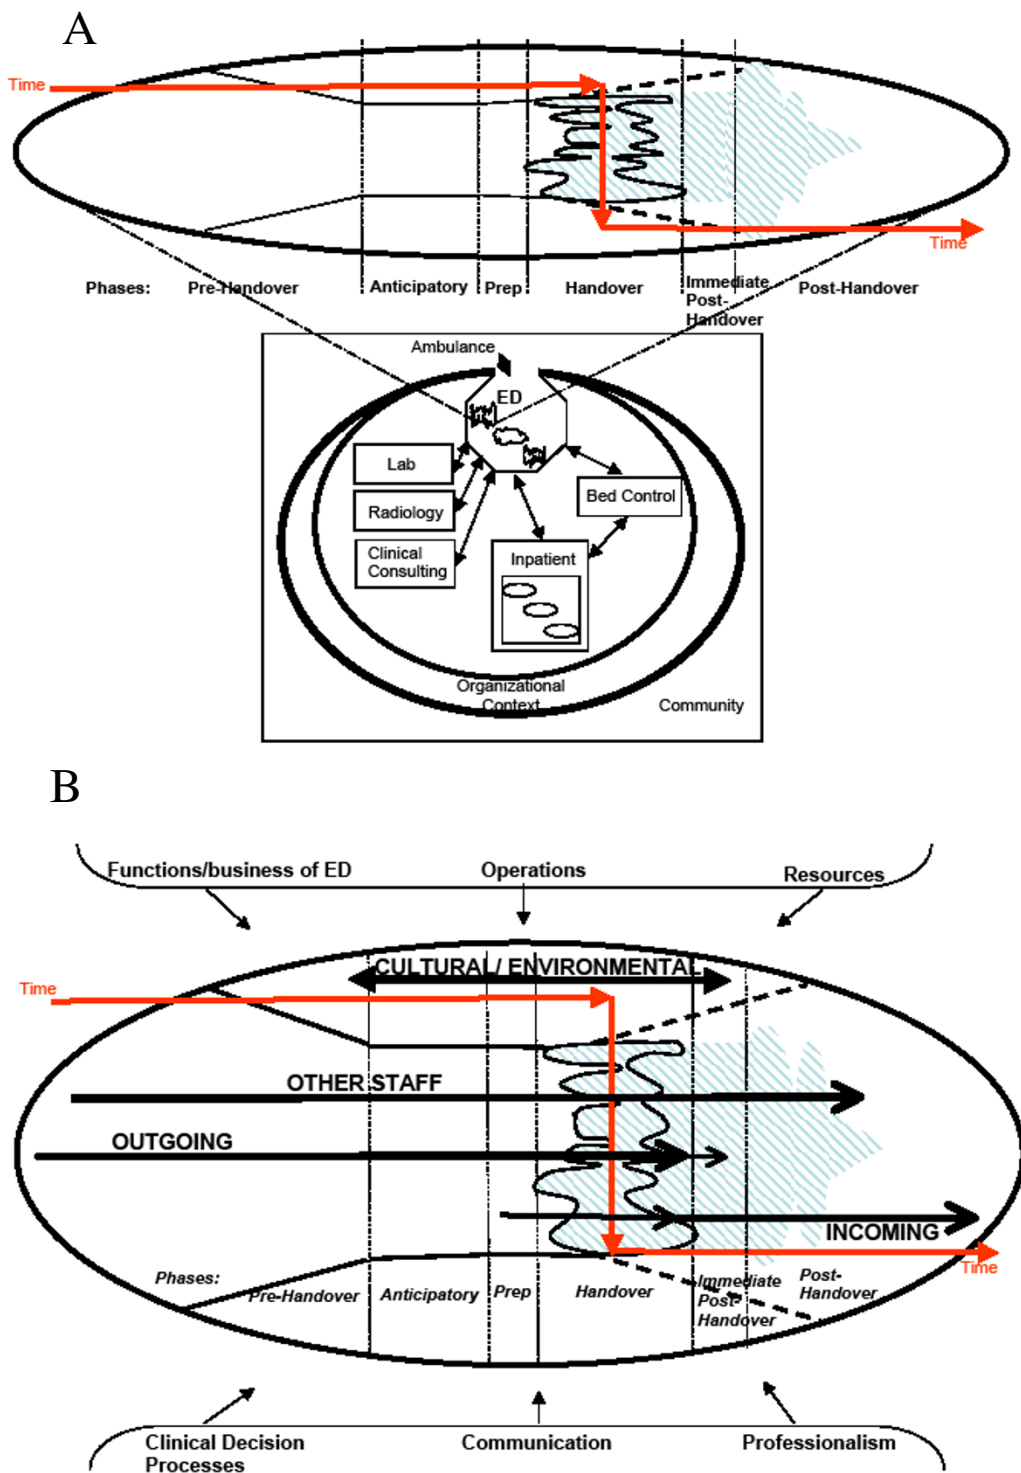 A
Time
Time
Phases: Pre-Handover Anticipatory Prep Handover Immediate Post-Handover
Post-
Handover
Ambulance
ED
Lab
Radiology
Bed Control
Clinical
Consulting
Inpatient
Organizational
Context
Community
B
Functions/business of ED Operations Resources
CULTURAL/ ENVIRONMENTAL
Time
OTHER STAFF
OUTGOING
INCOMING
Time
Phases: Pre-Handover Anticipatory Prep Handover Immediate Post-
Post- Handover
Handover
Clinical Decision Communication Professionalism
Processes